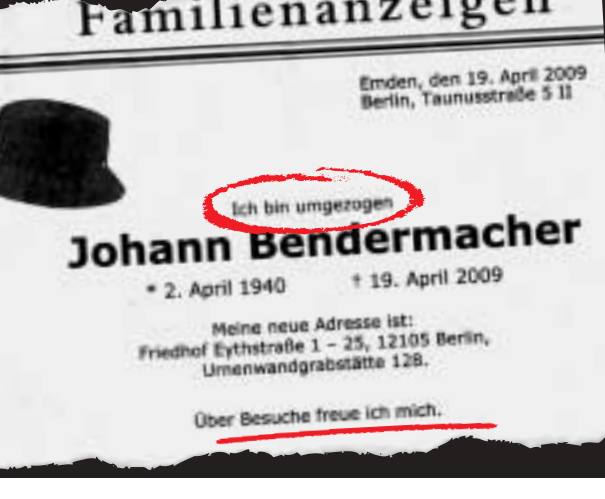 Familienanzeigen
Emden, den 19. April 2009
Berlin, Taunusstraße 5 II
Ich bin umgezogen
Johann Bendermacher
* 2. April 1940 † 19. April 2009
Meine neue Adresse ist:
Friedhof Eythstraße 1 – 25, 12105 Berlin,
Urnenwandgrabstätte 128.
Über Besuche freue ich mich.